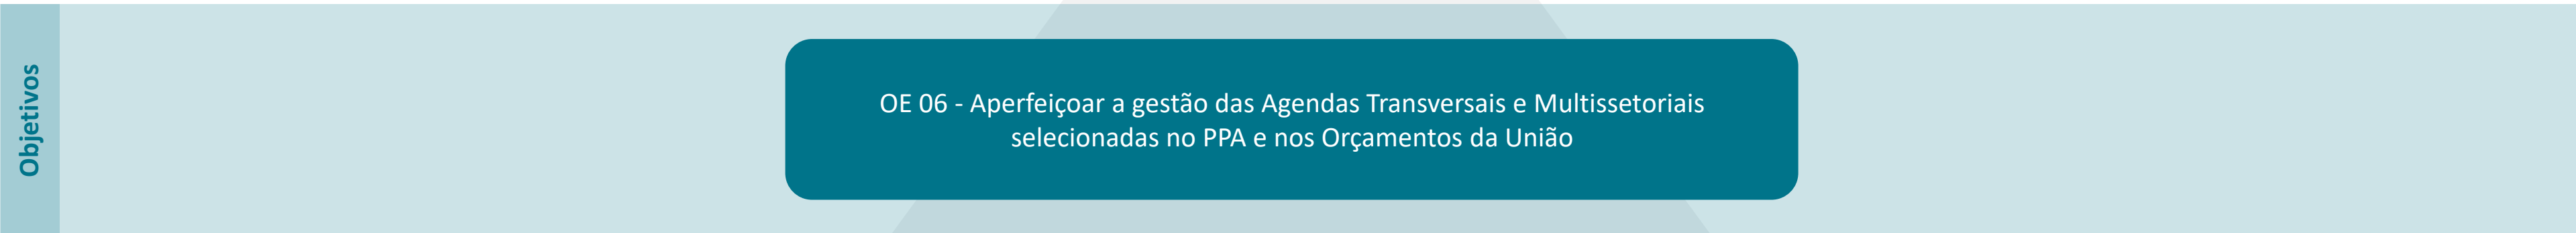 Objetivos
OE 06 - Aperfeiçoar a gestão das Agendas Transversais e Multissetoriais
selecionadas no PPA e nos Orçamentos da União